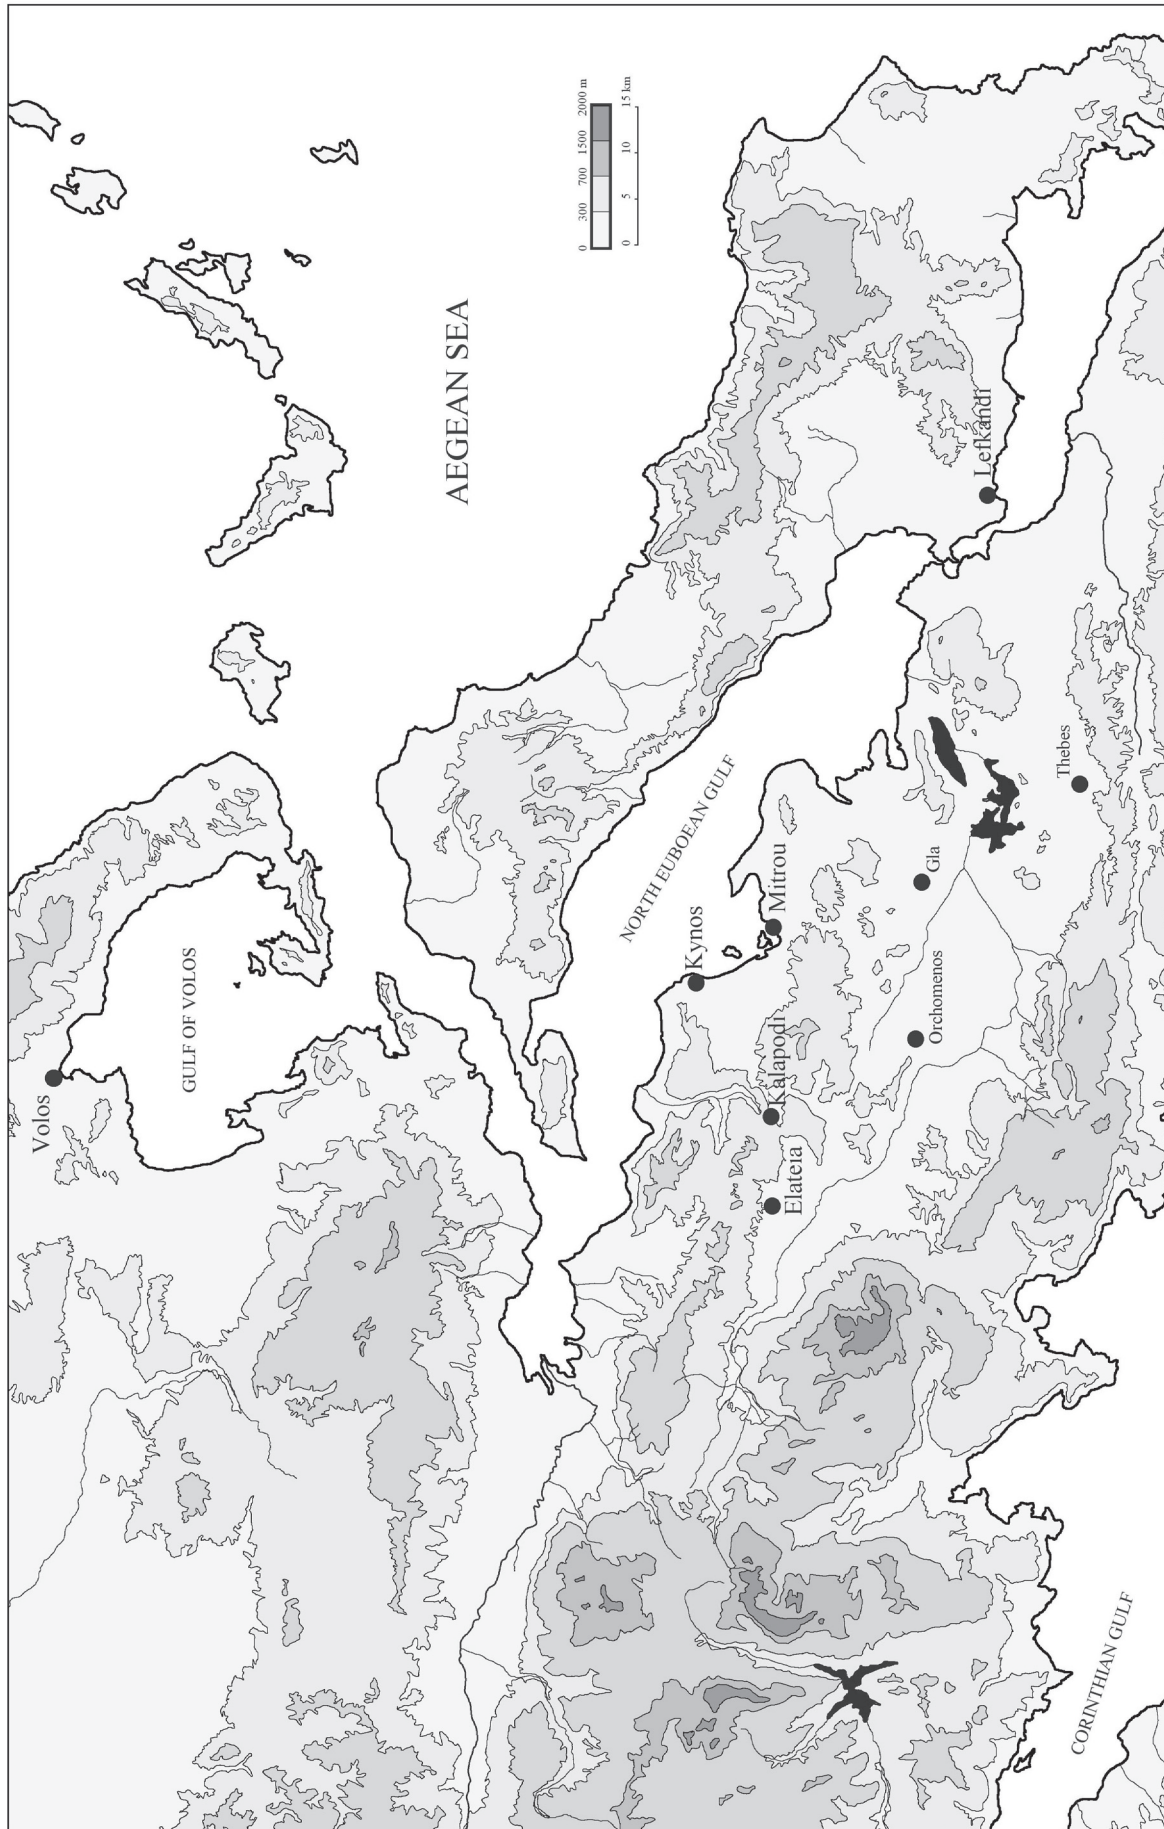 Volos
GULF OF VOLOS
AEGEAN SEA
0 300 700 1500 2000 m
0 5 10 15 km
NORTH EUBOEAN GULF
Kynos
Mitrou
Kalapodi
Elateia
Gla
Orchomenos
Lefkandi
Thebes
CORINTHIAN GULF